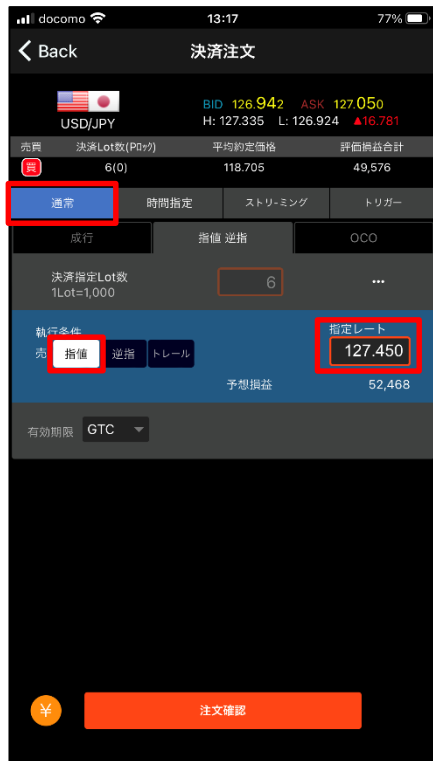 docomo 13:17 77%
Back 決済注文
BID 126.942 ASK 127.050
USD/JPY H: 127.335 L: 126.924 ▲16.781
売買 決済Lot数(Pロック) 平均約定価格 評価損益合計
買 6(0) 118.705 49,576
通常 時間指定 ストリーミング トリガー
成行 指値 逆指 OCO
決済指定Lot数
1Lot=1,000 6 •••
執行条件 指定レート
売 指値 逆指 トレール 127.450
予想損益 52,468
有効期限 GTC
¥ 注文確認